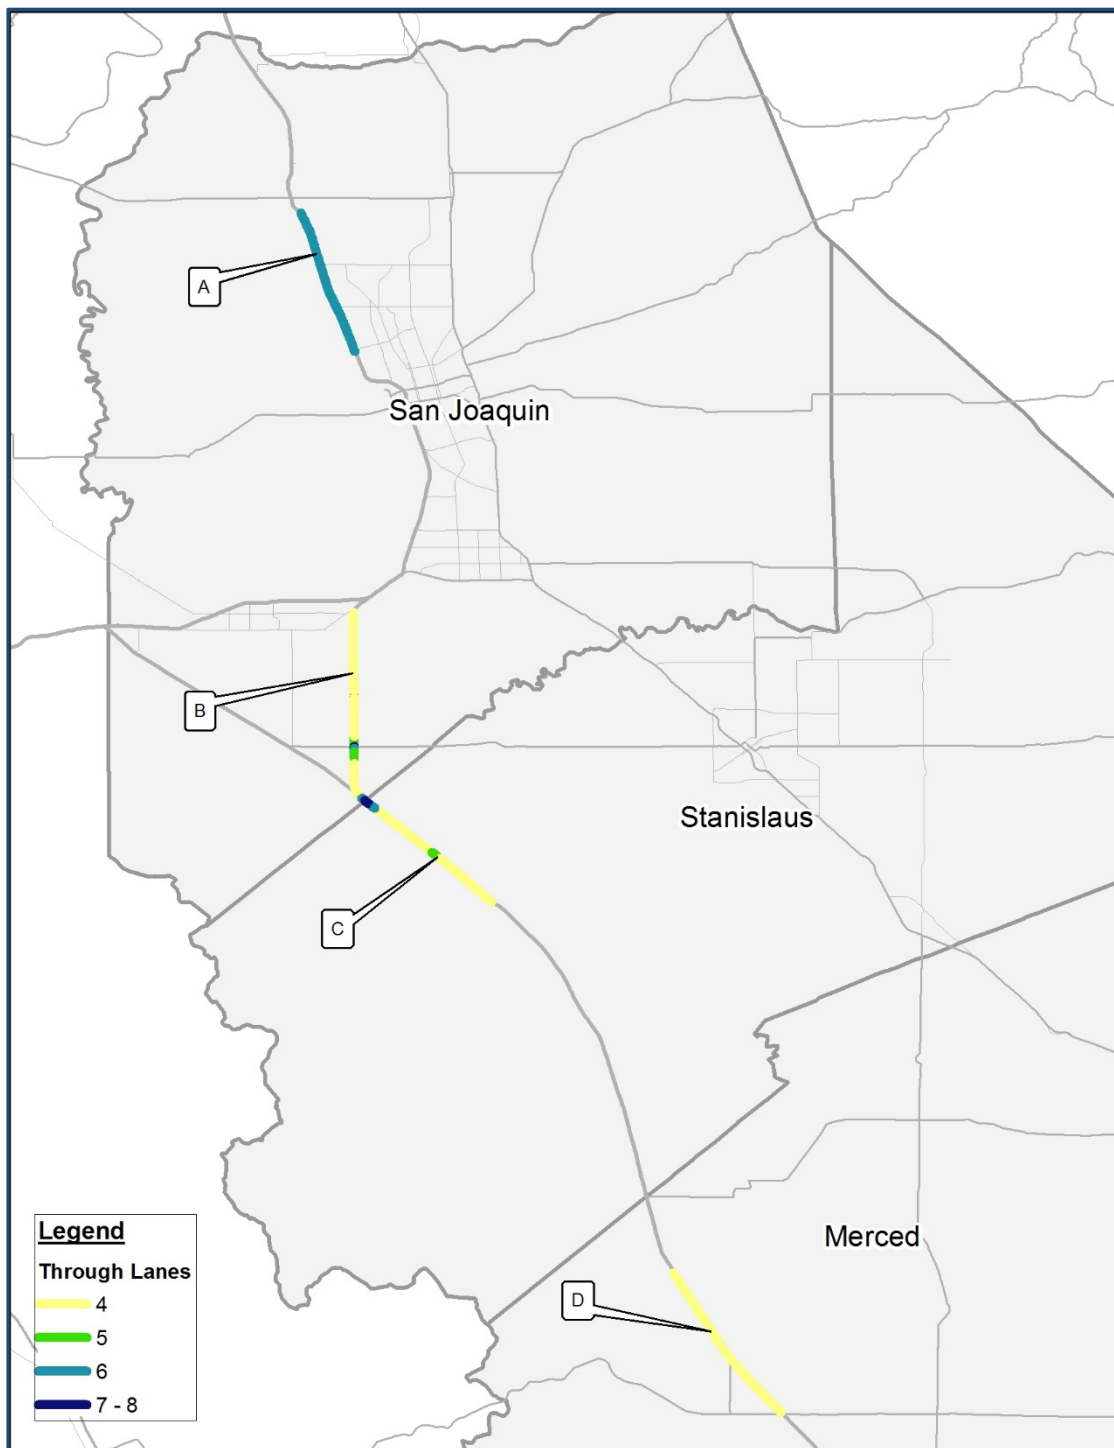 A
San Joaquin
B
Stanislaus
C
Merced
D
Legend
Through Lanes
4
5
6
7 - 8